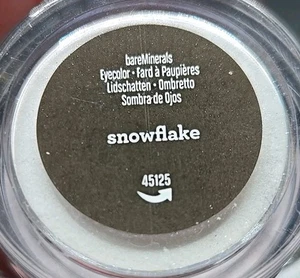 bareMinerals
Eyecolor • Fard à Paupières
Lidschatten • Ombretto
Sombra de Ojos
snowflake
45125